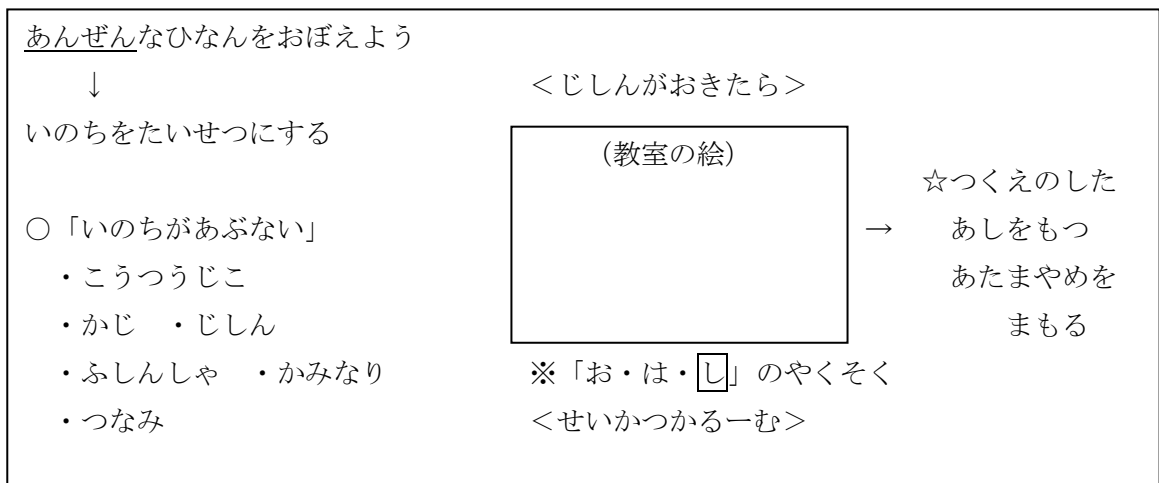 あんぜんなひなんをおぼえよう
↓
いのちをたいせつにする
○「いのちがあぶない」
・こうつうじこ
・かじ ・じしん
・ふしんしゃ ・かみなり
・つなみ
＜じしんがおきたら＞
(教室の絵)
→
☆つくえのした
あしをもつ
あたまやめを
まもる
※「お・は・し」のやくそく
＜せいかつかるーむ＞